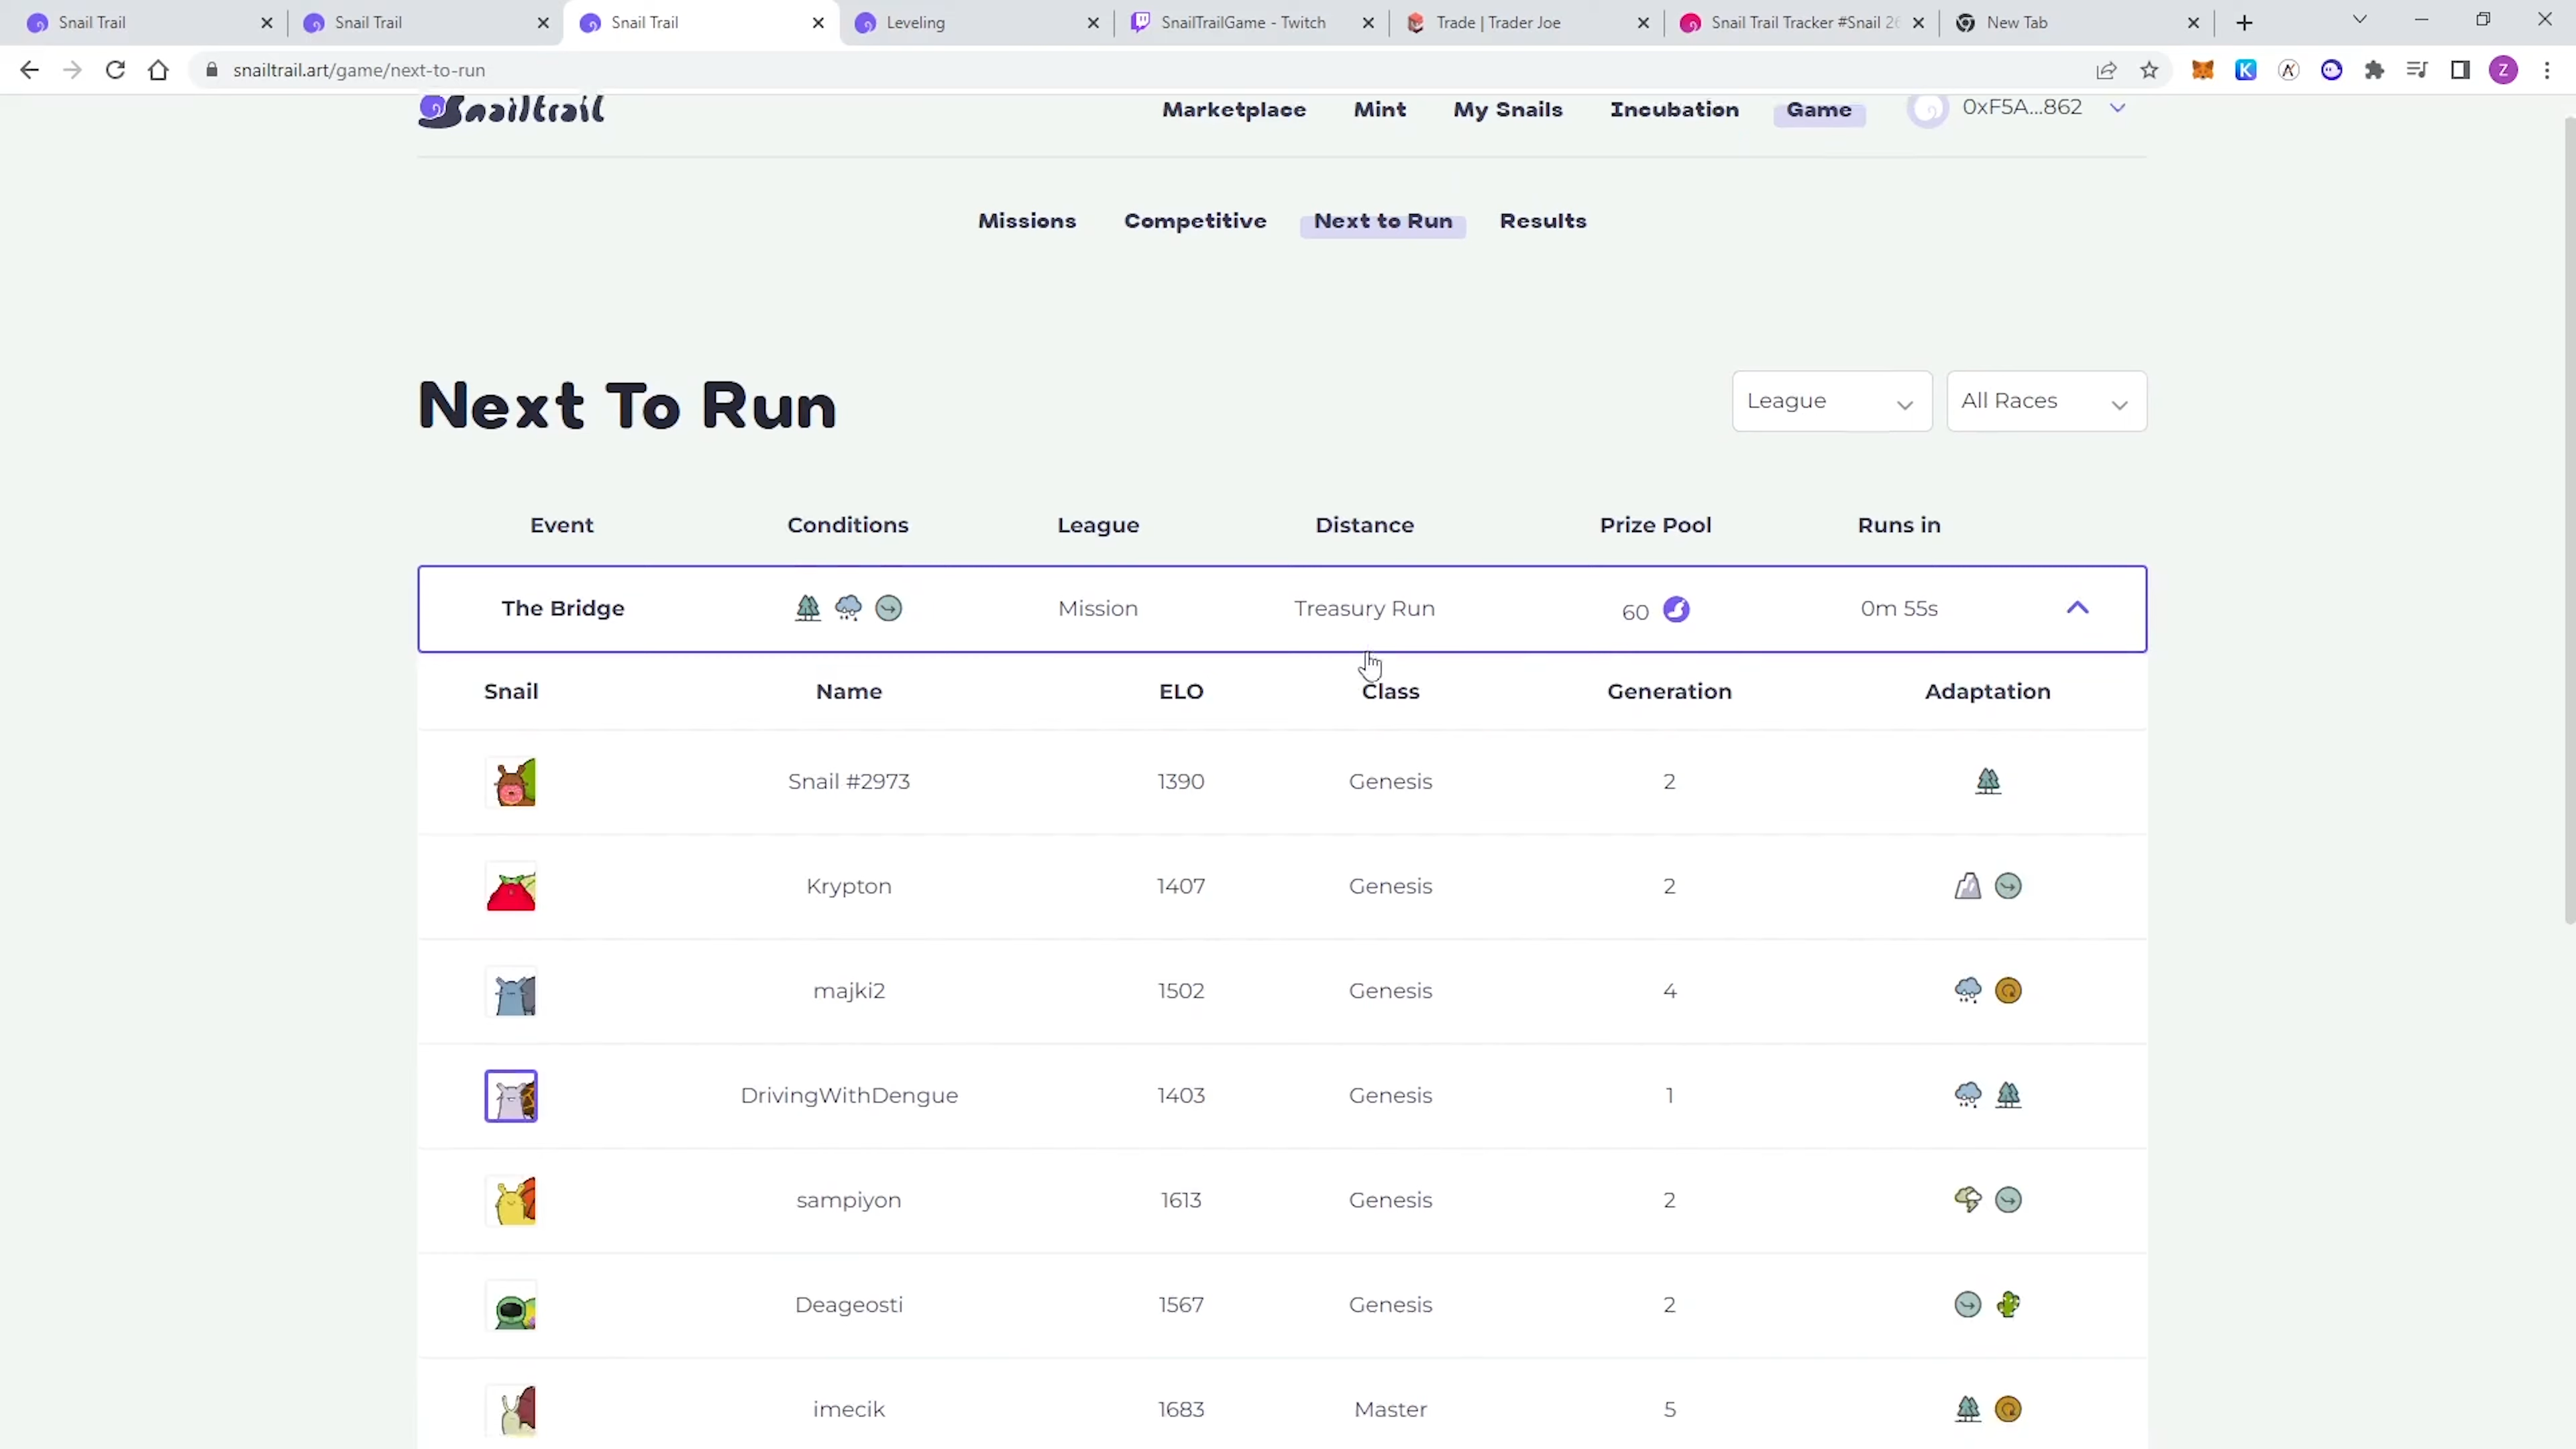 Snail Trail
Snail Trail
Snail Trail
Leveling
SnailTrailGame - Twitch
Trade | Trader Joe
Snail Trail Tracker #Snail 26
New Tab
snailtrail.art/game/next-to-run
Snailtrail
Marketplace
Mint
My Snails
Incubation
Game
0xF5A...862
Missions
Competitive
Next to Run
Results
Next To Run
League
All Races
Event Conditions League Distance Prize Pool Runs in
The Bridge Mission Treasury Run 60 0m 55s
Snail Name ELO Class Generation Adaptation
Snail #2973 1390 Genesis 2
Krypton 1407 Genesis 2
majki2 1502 Genesis 4
DrivingWithDengue 1403 Genesis 1
sampiyon 1613 Genesis 2
Deageosti 1567 Genesis 2
imecik 1683 Master 5